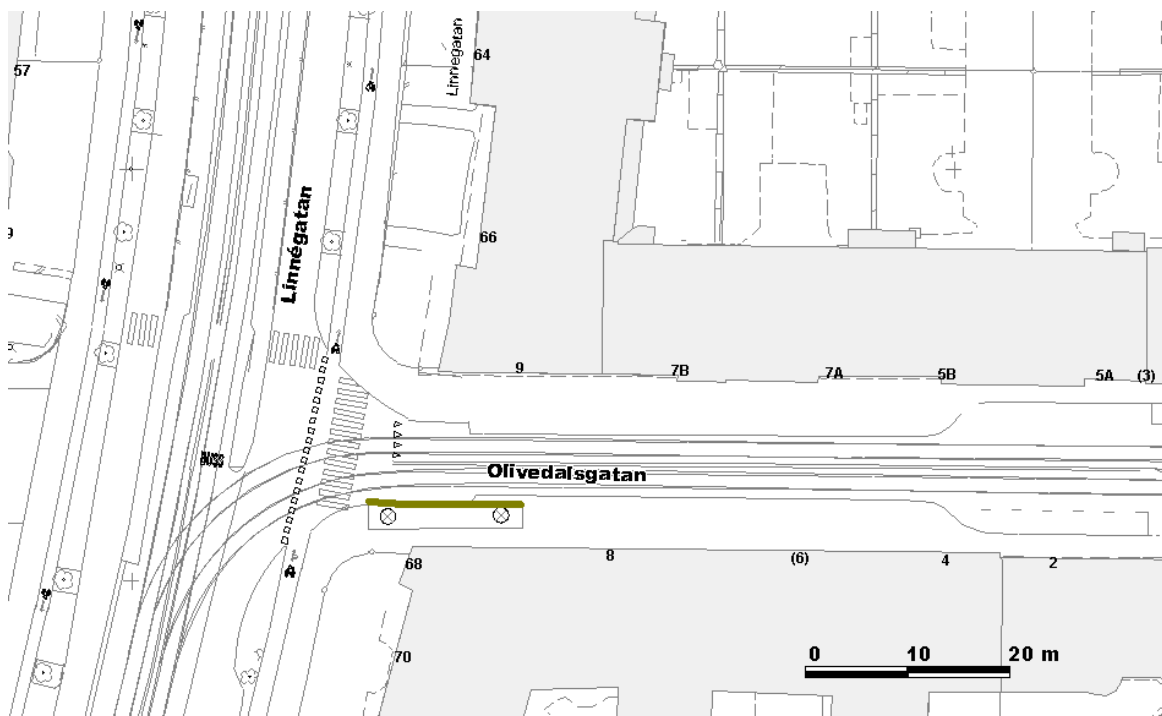 57
64
Linnégatan
9
66
Linnégatan
9
7B
7A
5B
5A
(3)
BUSS
Olivedalsgatan
68
8
(6)
4
2
70
0 10 20 m